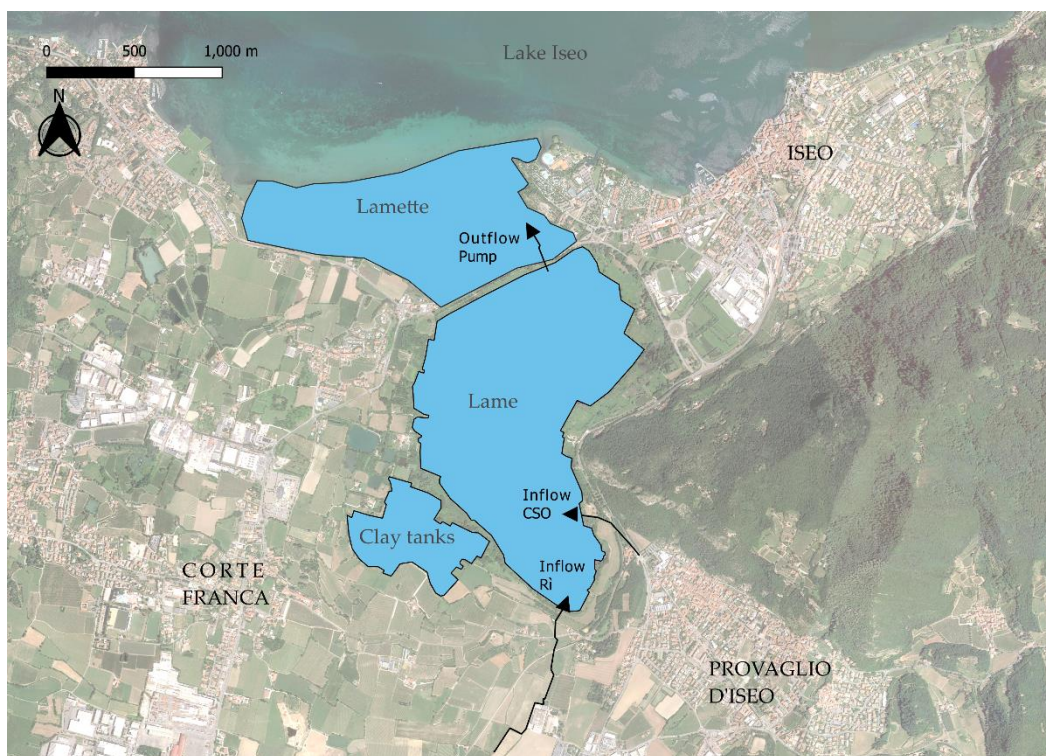 0 500 1,000 m
Lake Iseo
N
ISEO
Lamette
Outflow
Pump
Lame
Inflow
CSO
Clay tanks
Inflow
Rì
CORTE
FRANCA
PROVAGLIO
D'ISEO